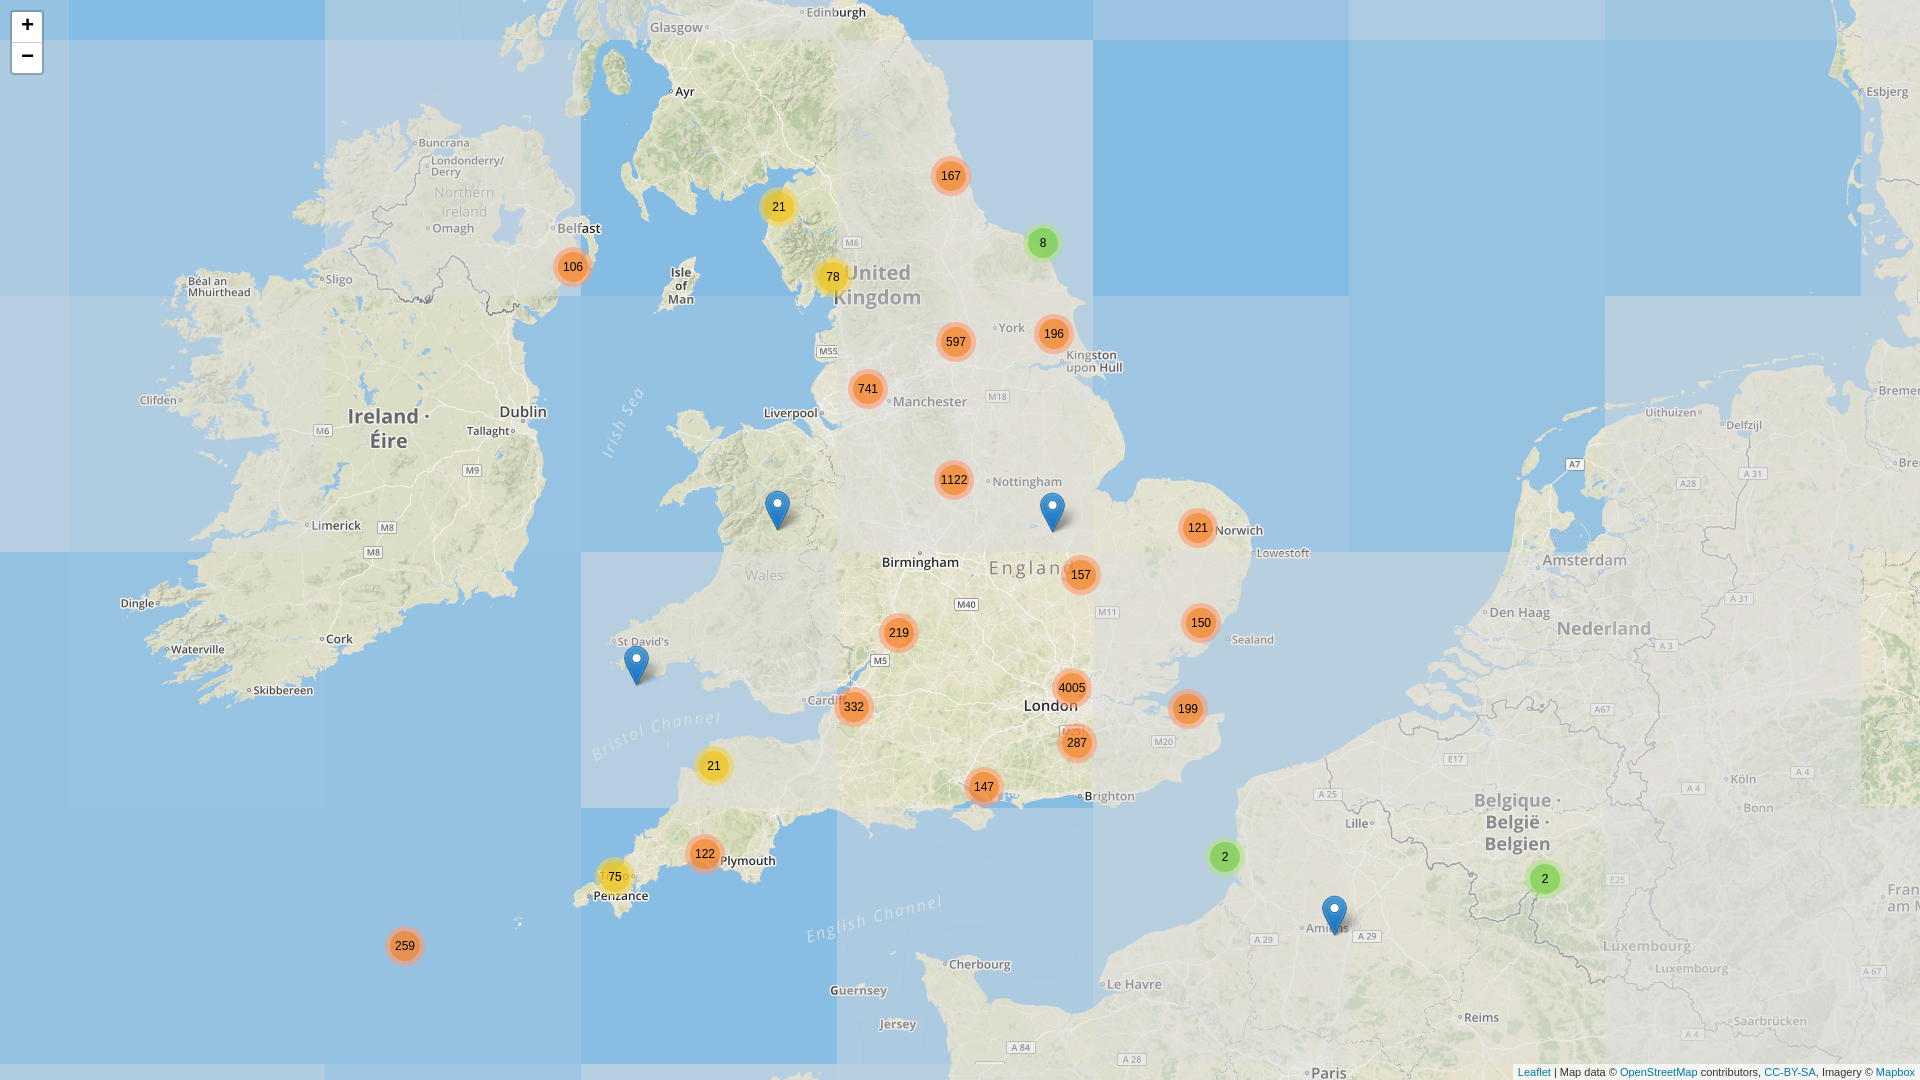 +
−
Edinburgh
Glasgow
Ayr
Esbjerg
Buncrana
Londonderry/
Derry
Northern
Ireland
Omagh
Belfast
167
21
8
M6
106
78
United
Kingdom
Isle
of
Man
Sligo
Béal an
Mhuirthead
York
196
597
M55
Kingston
upon Hull
741
Manchester
M18
Clifden
Liverpool
Dublin
Tallaght
Ireland ·
Éire
M6
M9
Irish Sea
Uithuizen
Delfzijl
A7
A 31
A28
1122
Nottingham
Limerick
M8
M8
121
Norwich
Lowestoft
Birmingham
England
157
Wales
Amsterdam
Dingle
M40
M11
Den Haag
A 31
Nederland
150
219
Sealand
Cork
Waterville
St David's
M5
A 3
Skibbereen
4005
London
Cardiff
332
199
A67
Bristol Channel
287
M20
E17
21
147
Brighton
A 25
Köln
A 4
A 4
Bonn
Belgique ·
België ·
Belgien
Lille
122
Plymouth
2
75
Penzance
2
E25
English Channel
259
Amiens
A 29
A 29
Luxembourg
Luxembourg
A 67
Cherbourg
Le Havre
Guernsey
Jersey
Reims
Saarbrücken
A 84
A 28
A 4
Paris
Leaflet | Map data © OpenStreetMap contributors, CC-BY-SA, Imagery © Mapbox